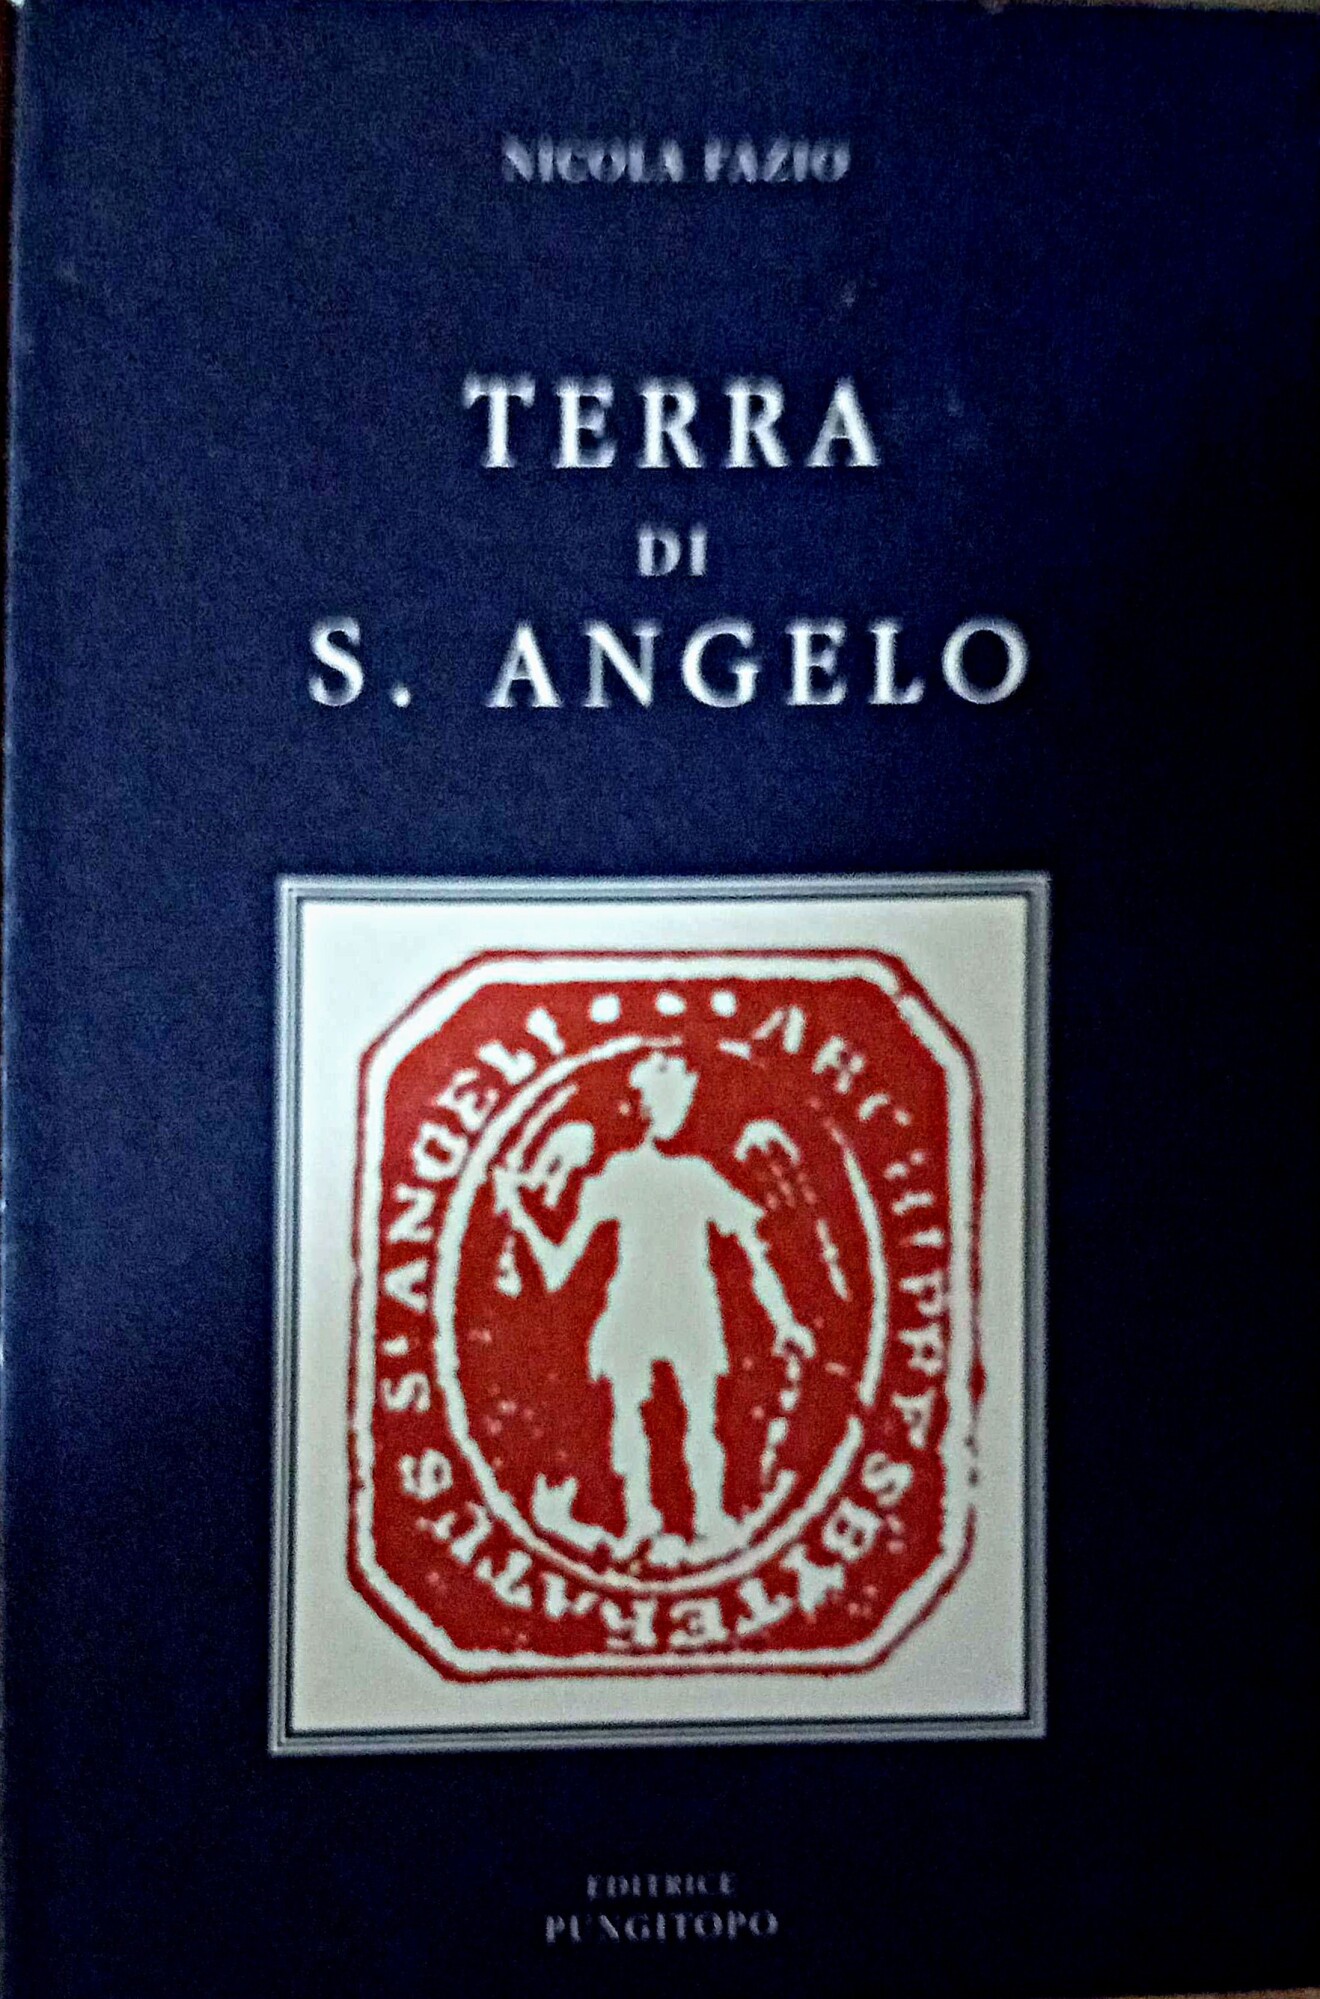 NICOLA FAZIO
TERRA
DI
S. ANGELO
ARCHIPRESBYTERATUS S' ANGELI
EDITRICE
PUNGITOPO